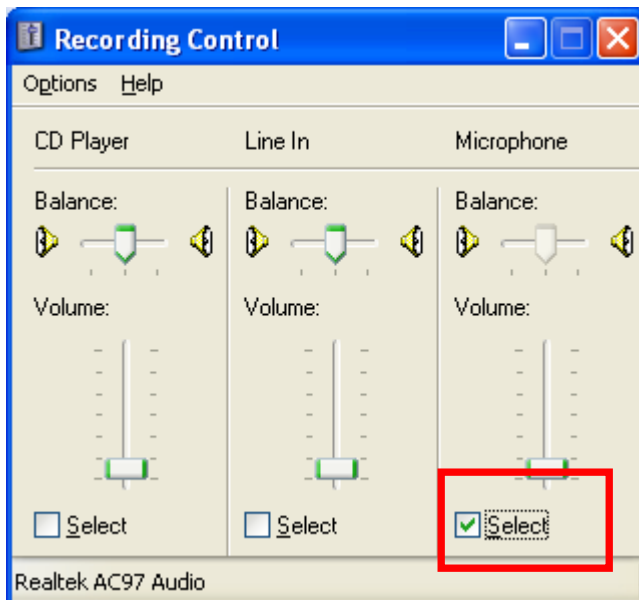 Recording Control
Options Help
CD Player Line In Microphone
Balance: Balance: Balance:
Volume: Volume: Volume:
Select Select Select
Realtek AC97 Audio